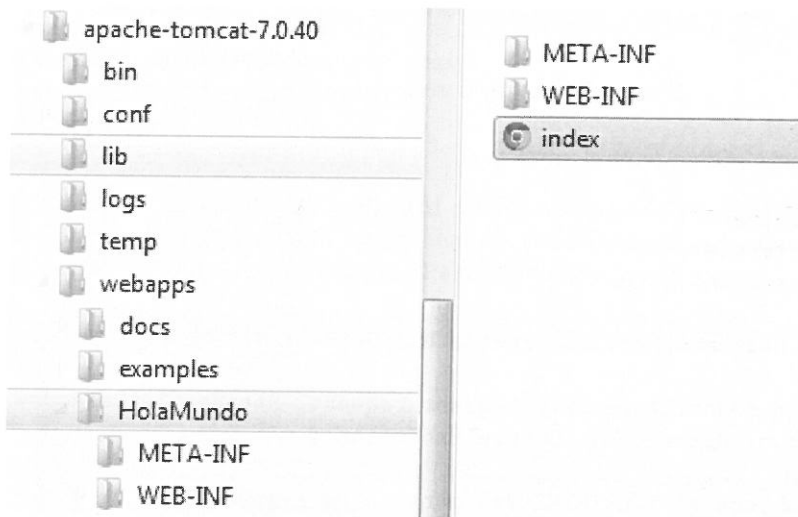 apache-tomcat-7.0.40
bin
conf
lib
logs
temp
webapps
docs
examples
HolaMundo
META-INF
WEB-INF
META-INF
WEB-INF
index